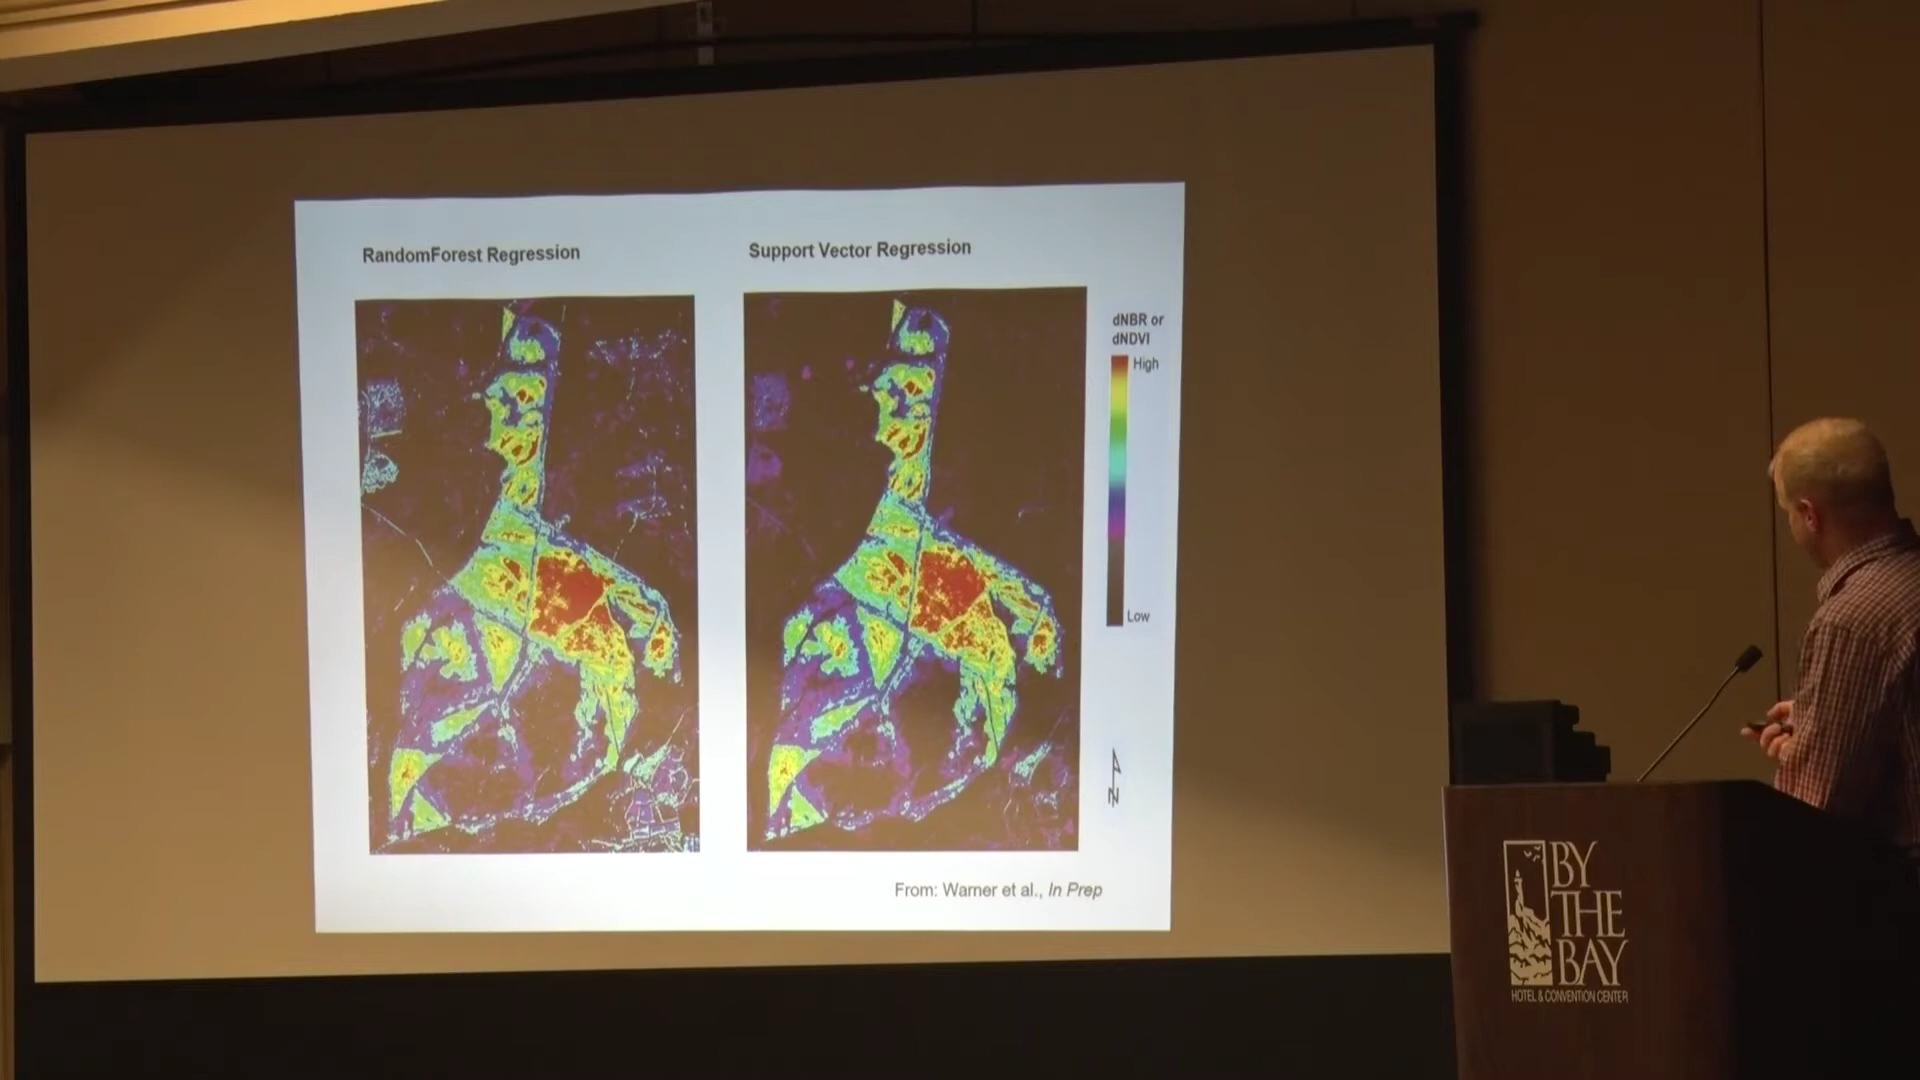 RandomForest Regression
Support Vector Regression
dNBR or
dNDVI
High
Low
N
From: Warner et al., In Prep
BY
THE
BAY
HOTEL & CONVENTION CENTER